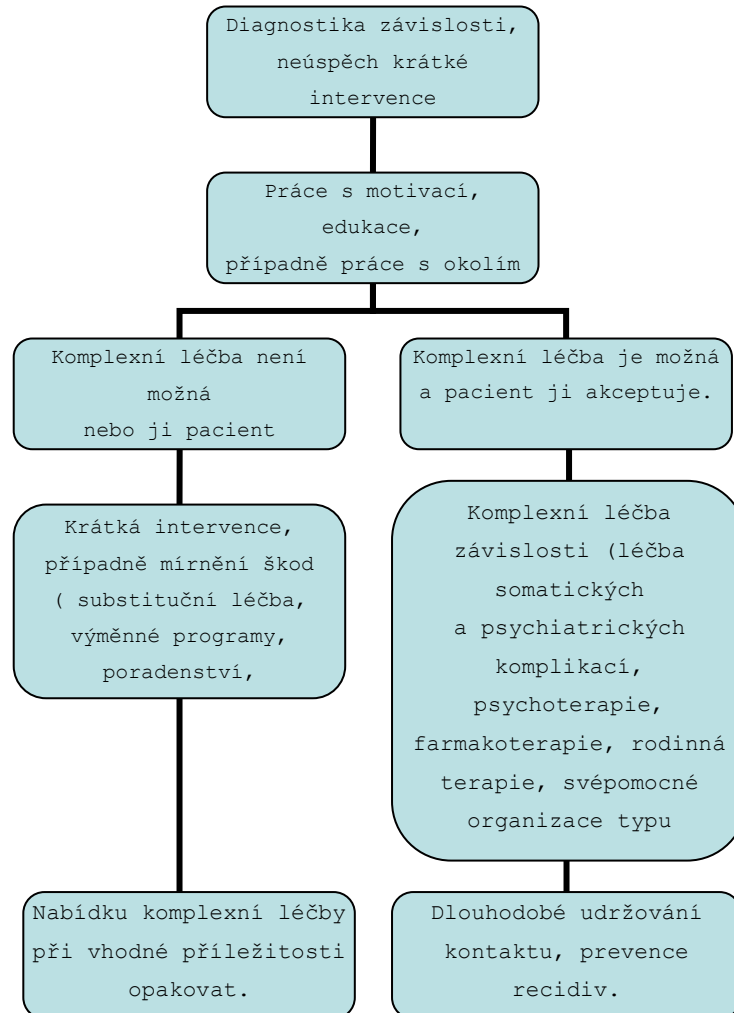 Diagnostika závislosti,
neúspěch krátké
intervence
Práce s motivací,
edukace,
případně práce s okolím
Komplexní léčba není
možná
nebo ji pacient
Komplexní léčba je možná
a pacient ji akceptuje.
Krátká intervence,
případně mírnění škod
( substituční léčba,
výměnné programy,
poradenství,
Komplexní léčba
závislosti (léčba
somatických
a psychiatrických
komplikací,
psychoterapie,
farmakoterapie, rodinná
terapie, svépomocné
organizace typu
Nabídku komplexní léčby
při vhodné příležitosti
opakovat.
Dlouhodobé udržování
kontaktu, prevence
recidiv.